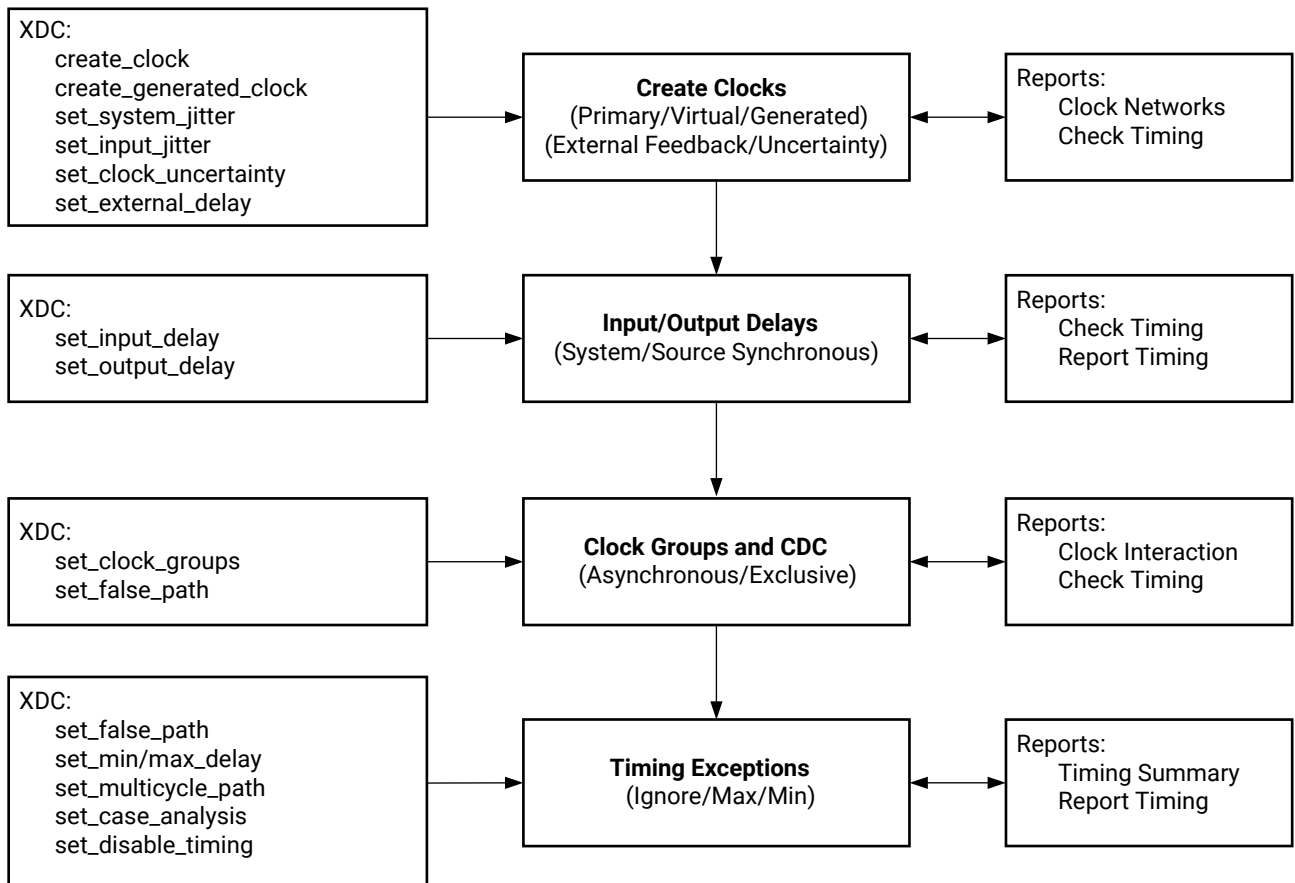 XDC:
create_clock
create_generated_clock
set_system_jitter
set_input_jitter
set_clock_uncertainty
set_external_delay
Create Clocks
(Primary/Virtual/Generated)
(External Feedback/Uncertainty)
Reports:
Clock Networks
Check Timing
XDC:
set_input_delay
set_output_delay
Input/Output Delays
(System/Source Synchronous)
Reports:
Check Timing
Report Timing
XDC:
set_clock_groups
set_false_path
Clock Groups and CDC
(Asynchronous/Exclusive)
Reports:
Clock Interaction
Check Timing
XDC:
set_false_path
set_min/max_delay
set_multicycle_path
set_case_analysis
set_disable_timing
Timing Exceptions
(Ignore/Max/Min)
Reports:
Timing Summary
Report Timing